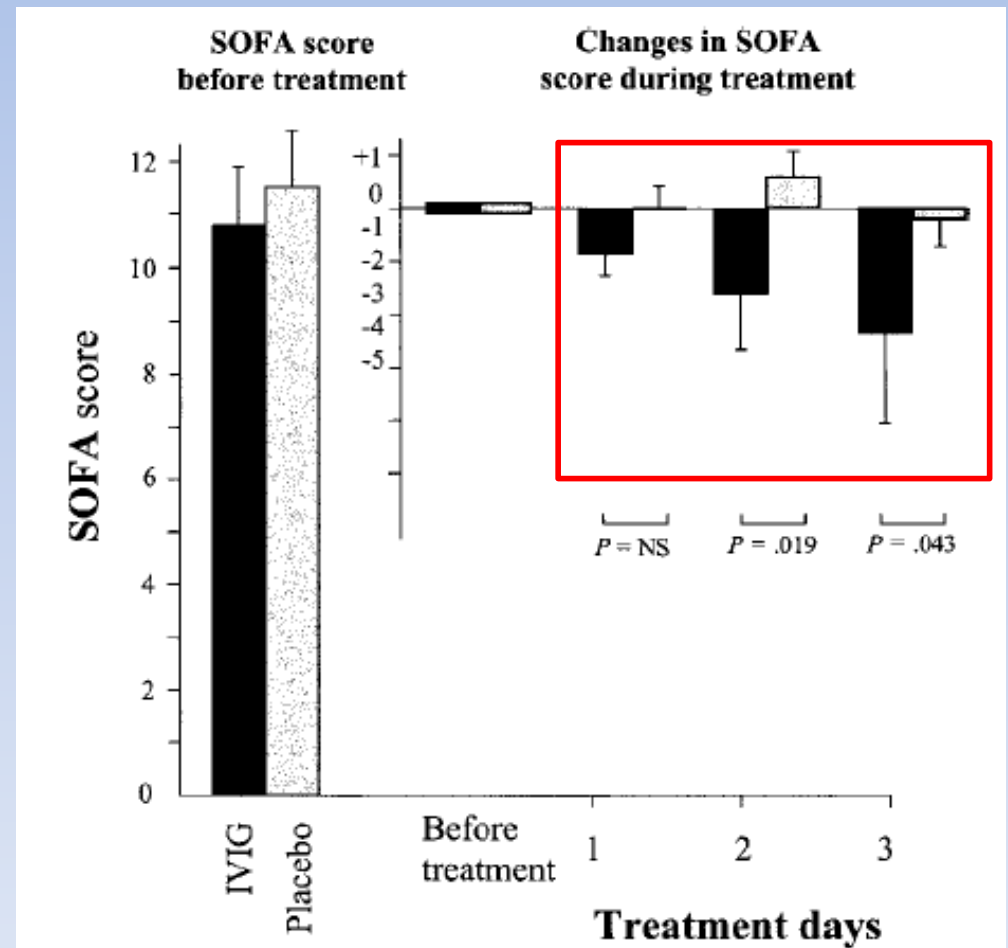 SOFA score
before treatment
Changes in SOFA
score during treatment
SOFA score
12
10
8
6
4
2
0
+1
0
-1
-2
-3
-4
-5
P = NS
P = .019
P = .043
IVIG
Placebo
Before
treatment
1
2
3
Treatment days